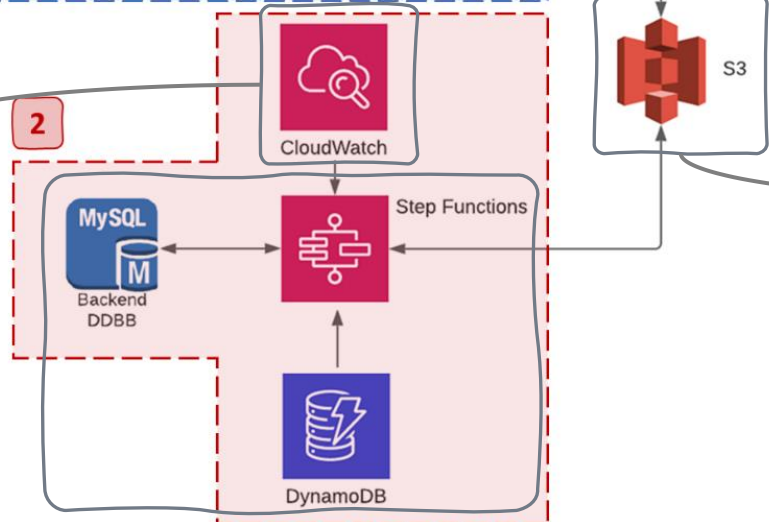 S3
2
CloudWatch
Step Functions
MySQL
M
Backend
DDBB
DynamoDB